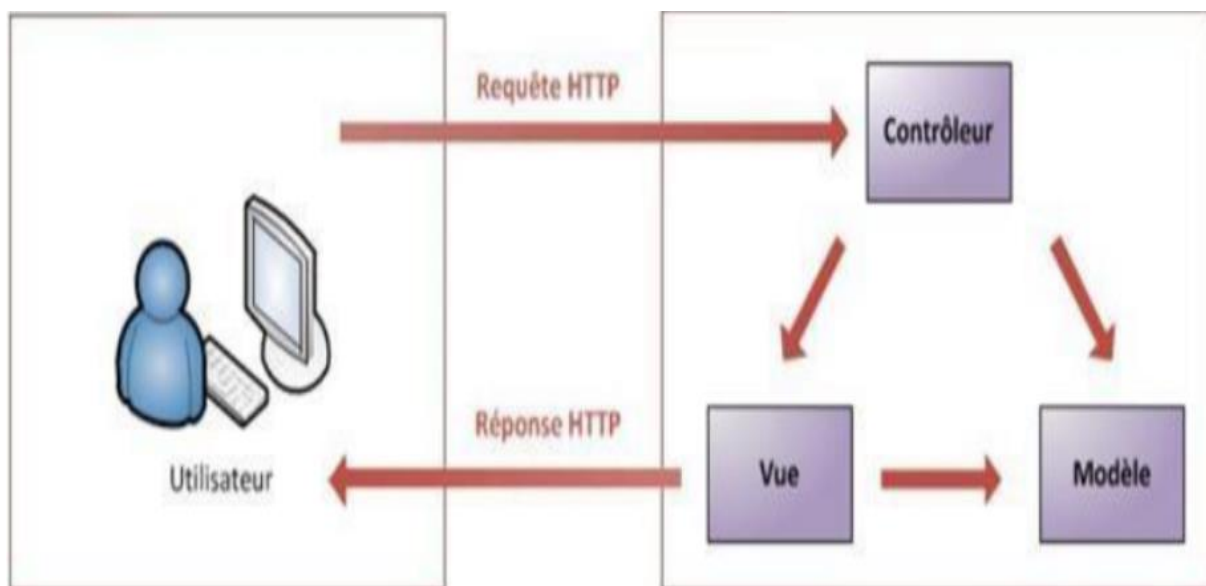 Requête HTTP
Contrôleur
Réponse HTTP
Utilisateur
Vue
Modèle